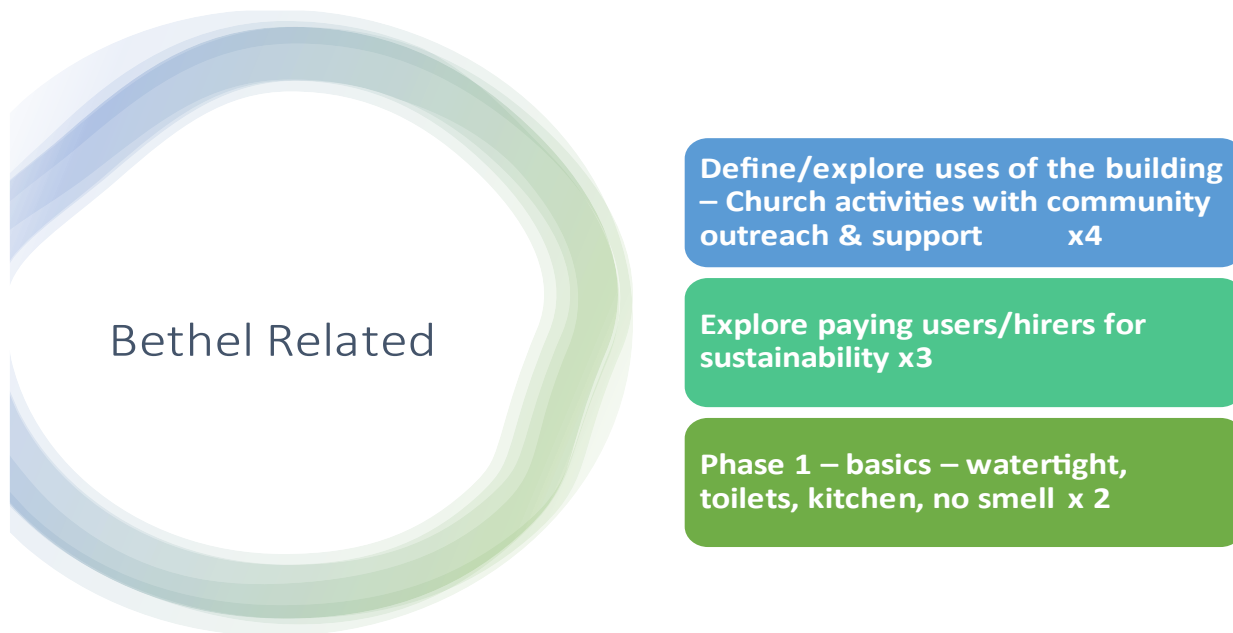 Bethel Related
Define/explore uses of the building
– Church activities with community
outreach & support x4
Explore paying users/hirers for
sustainability x3
Phase 1 – basics – watertight,
toilets, kitchen, no smell x 2